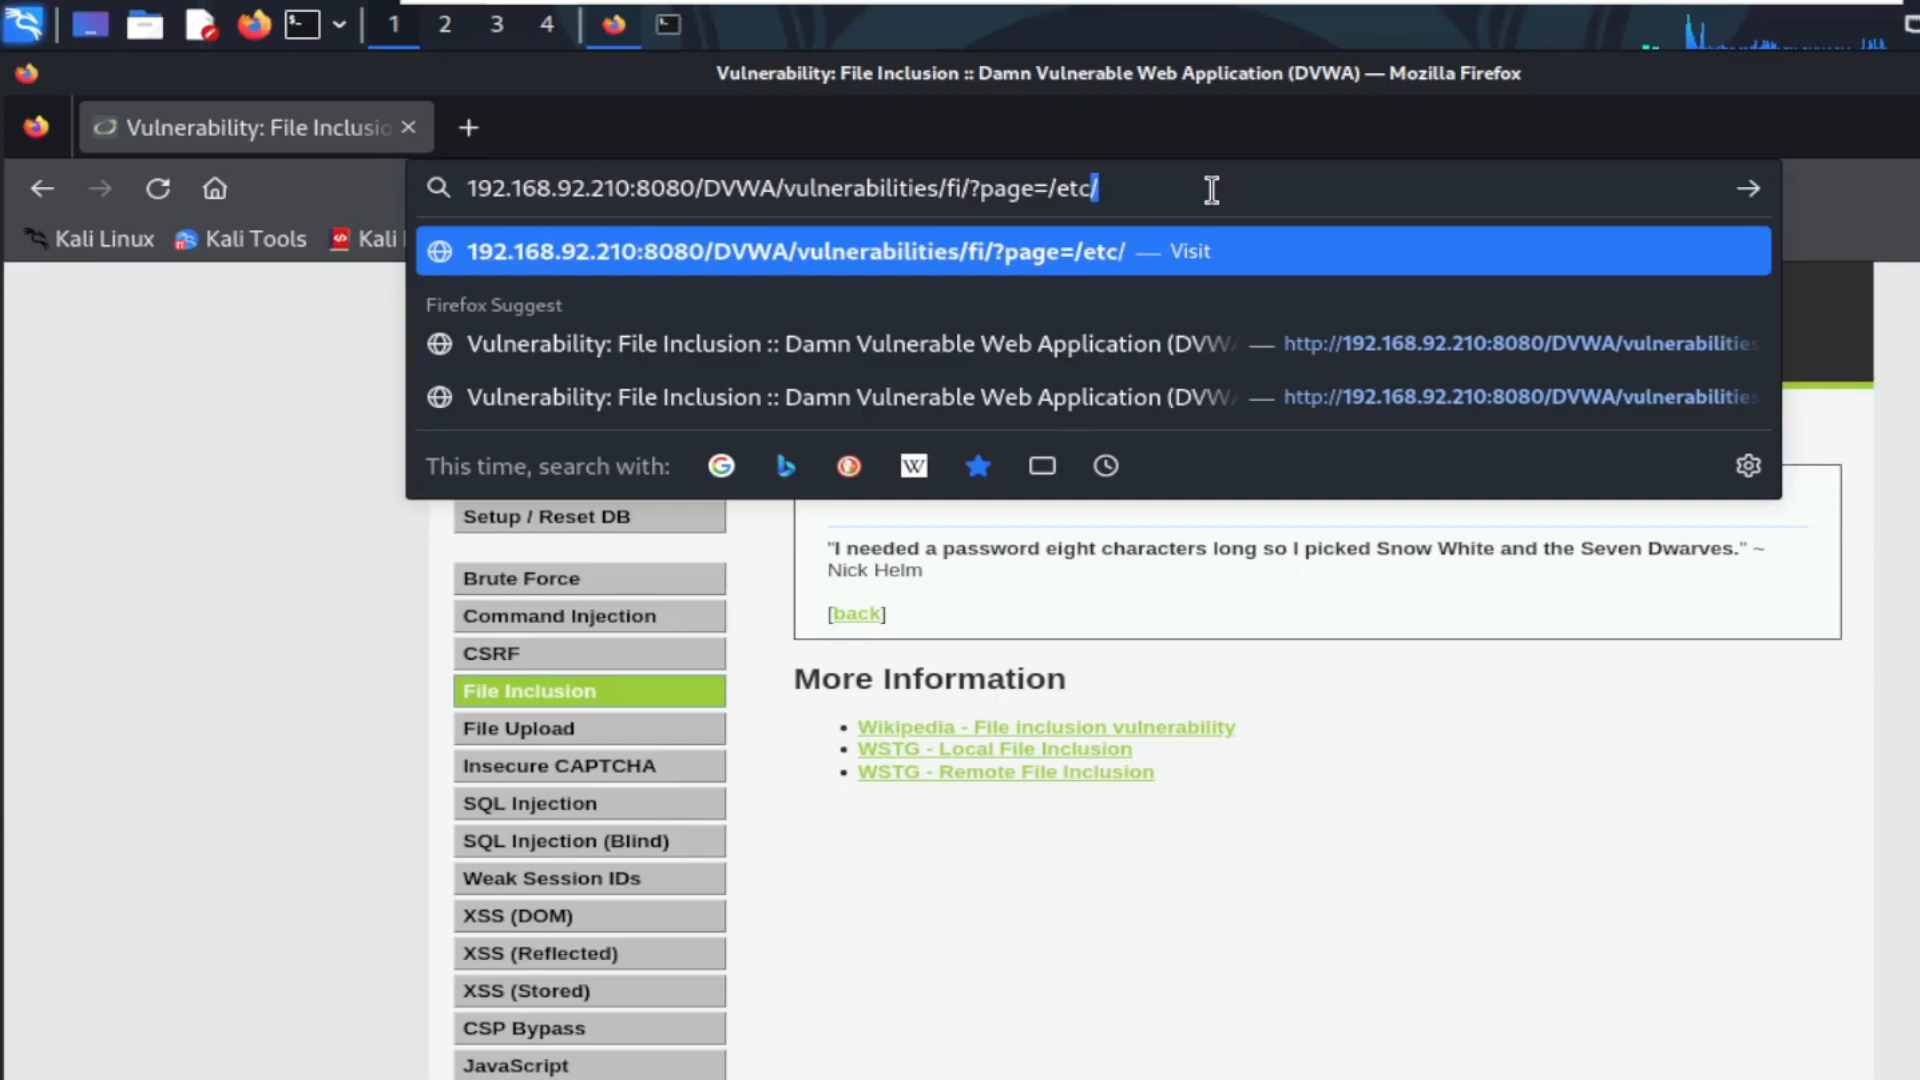 1 2 3 4
Vulnerability: File Inclusion :: Damn Vulnerable Web Application (DVWA) — Mozilla Firefox
Vulnerability: File Inclusio
192.168.92.210:8080/DVWA/vulnerabilities/fi/?page=/etc/
Kali Linux Kali Tools Kali
192.168.92.210:8080/DVWA/vulnerabilities/fi/?page=/etc/ — Visit
Firefox Suggest
Vulnerability: File Inclusion :: Damn Vulnerable Web Application (DVWA — http://192.168.92.210:8080/DVWA/vulnerabilities
Vulnerability: File Inclusion :: Damn Vulnerable Web Application (DVWA — http://192.168.92.210:8080/DVWA/vulnerabilities
This time, search with:
Setup / Reset DB
"I needed a password eight characters long so I picked Snow White and the Seven Dwarves." ~
Nick Helm
[back]
Brute Force
Command Injection
CSRF
File Inclusion
File Upload
Insecure CAPTCHA
SQL Injection
SQL Injection (Blind)
Weak Session IDs
XSS (DOM)
XSS (Reflected)
XSS (Stored)
CSP Bypass
JavaScript
More Information
• Wikipedia - File inclusion vulnerability
• WSTG - Local File Inclusion
• WSTG - Remote File Inclusion